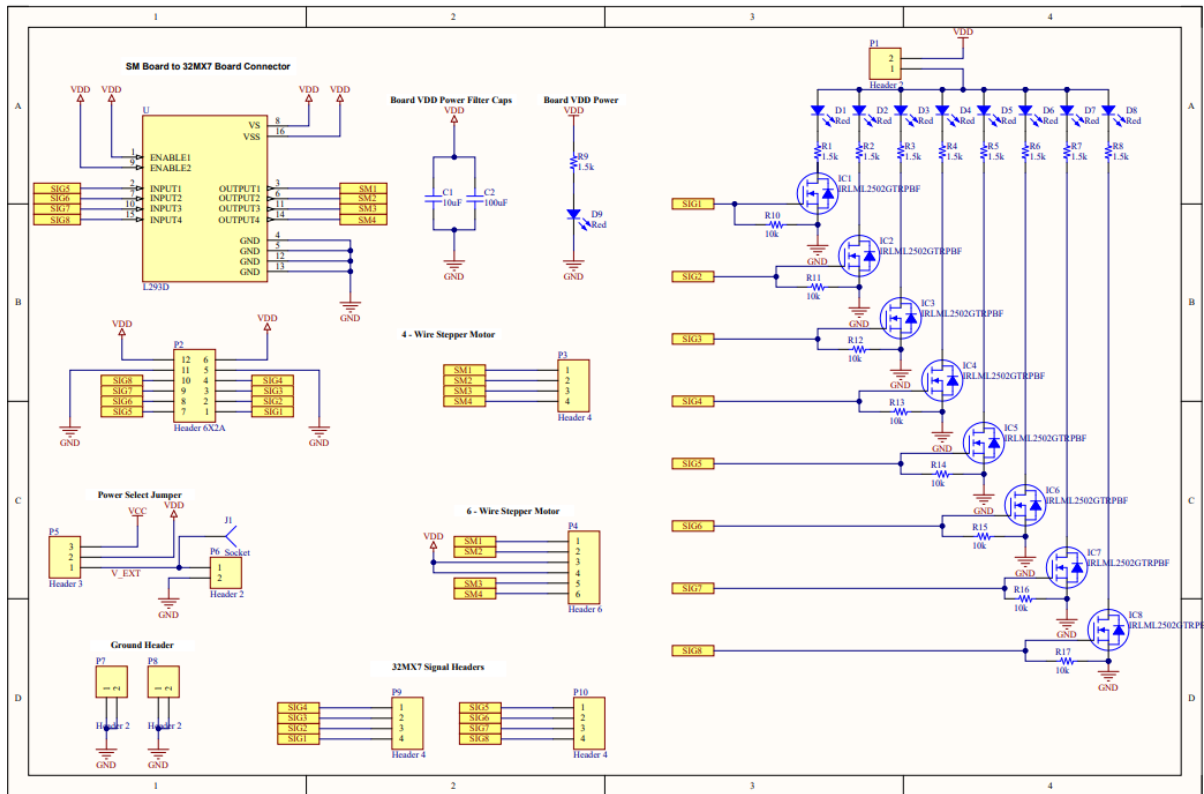 1 2 3 4
A A
B B
C C
D D
1 2 3 4
SM Board to 32MX7 Board Connector
VDD VDD VDD VDD
U
VS 8
VSS 16
1 ENABLE1
9 ENABLE2
SIG5 2 INPUT1 OUTPUT1 3 SM1
SIG6 7 INPUT2 OUTPUT2 6 SM2
SIG7 10 INPUT3 OUTPUT3 11 SM3
SIG8 15 INPUT4 OUTPUT4 14 SM4
GND 4
GND 5
GND 12
GND 13
L293D
GND
Board VDD Power Filter Caps
VDD
C1
10uF
C2
100uF
GND
Board VDD Power
VDD
R9
1.5k
D9
Red
GND
VDD VDD
P2
12 6
11 5
SIG8 10 4 SIG4
SIG7 9 3 SIG3
SIG6 8 2 SIG2
SIG5 7 1 SIG1
Header 6X2A
GND GND
4 - Wire Stepper Motor
P3
SM1 1
SM2 2
SM3 3
SM4 4
Header 4
Power Select Jumper
VCC VDD
P5
3
2
1
Header 3
V_EXT
J1
Socket
P6
1
2
Header 2
GND
6 - Wire Stepper Motor
P4
VDD
SM1 1
SM2 2
3
4
SM3 5
SM4 6
Header 6
Ground Header
P7 P8
1 2 1 2
Header 2 Header 2
GND GND
32MX7 Signal Headers
P9
SIG4 1
SIG3 2
SIG2 3
SIG1 4
Header 4
P10
SIG5 1
SIG6 2
SIG7 3
SIG8 4
Header 4
P1
2
1
Header 2
VDD
D1 D2 D3 D4 D5 D6 D7 D8
Red Red Red Red Red Red Red Red
R1 R2 R3 R4 R5 R6 R7 R8
1.5k 1.5k 1.5k 1.5k 1.5k 1.5k 1.5k 1.5k
IC1
IRLML2502GTRPBF
SIG1
R10
10k
GND
IC2
IRLML2502GTRPBF
SIG2
R11
10k
GND
IC3
IRLML2502GTRPBF
SIG3
R12
10k
GND
IC4
IRLML2502GTRPBF
SIG4
R13
10k
GND
IC5
IRLML2502GTRPBF
SIG5
R14
10k
GND
IC6
IRLML2502GTRPBF
SIG6
R15
10k
GND
IC7
IRLML2502GTRPBF
SIG7
R16
10k
GND
IC8
IRLML2502GTRPB
SIG8
R17
10k
GND